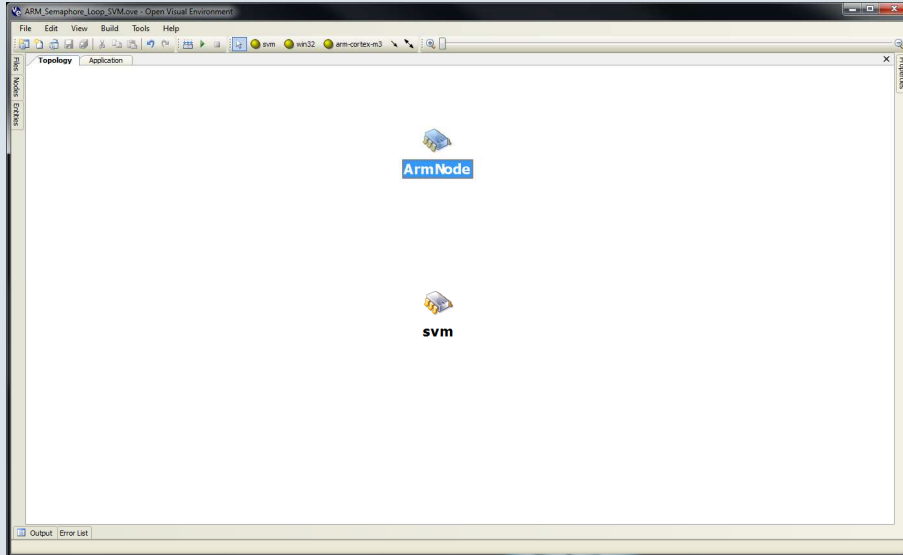 ARM_Semaphore_Loop_SVM.ove - Open Visual Environment
File Edit View Build Tools Help
svm win32 arm-cortex-m3
Files
Nodes
Entities
Topology Application
Properties
ArmNode
svm
Output Error List